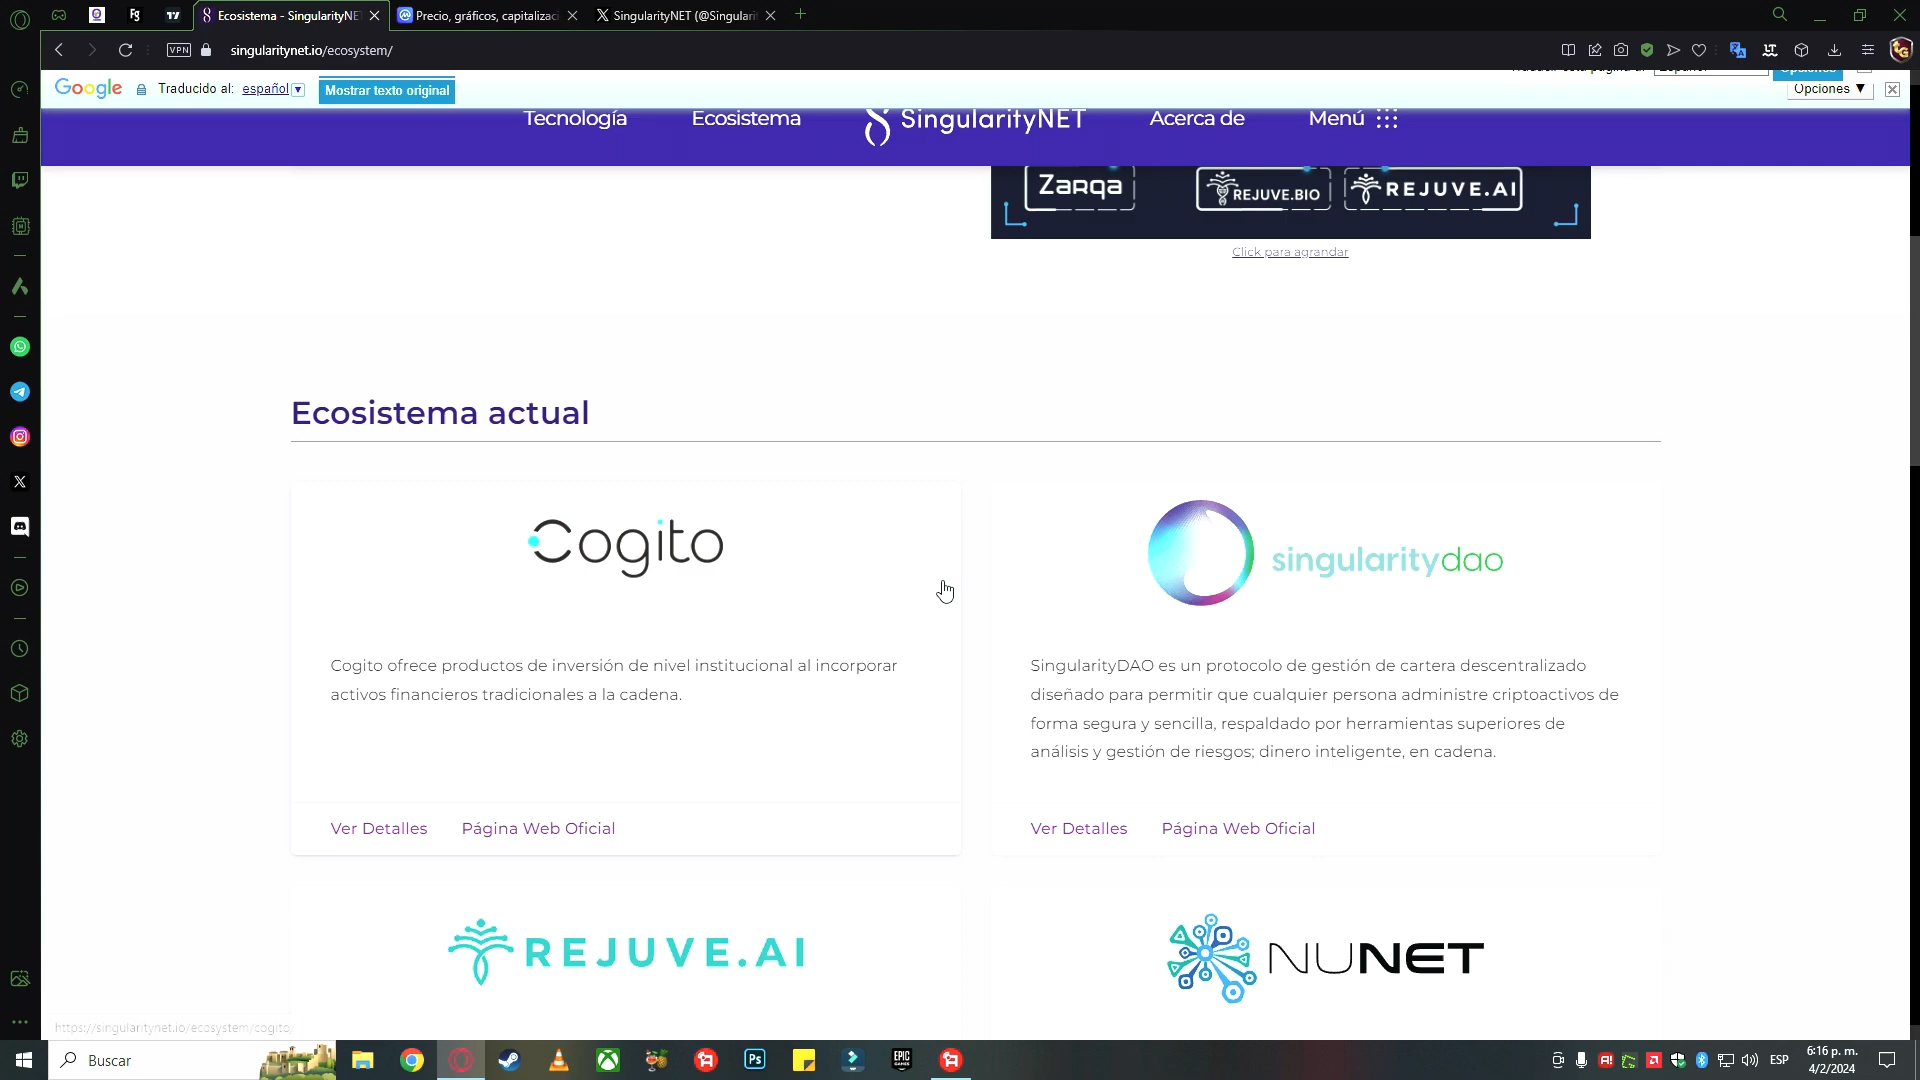 Ecosistema - SingularityNE
Precio, gráficos, capitalizaci
SingularityNET (@Singulari
VPN
singularitynet.io/ecosystem/
Google
Traducido al: español
Mostrar texto original
Opciones ▼
Tecnología
Ecosistema
SingularityNET
Acerca de
Menú
Zarqa
REJUVE.BIO
REJUVE.AI
Click para agrandar
Ecosistema actual
Cogito
singularitydao
Cogito ofrece productos de inversión de nivel institucional al incorporar
activos financieros tradicionales a la cadena.
SingularityDAO es un protocolo de gestión de cartera descentralizado
diseñado para permitir que cualquier persona administre criptoactivos de
forma segura y sencilla, respaldado por herramientas superiores de
análisis y gestión de riesgos; dinero inteligente, en cadena.
Ver Detalles
Página Web Oficial
Ver Detalles
Página Web Oficial
REJUVE.AI
NUNET
https://singularitynet.io/ecosystem/cogito/
Buscar
Ps
EPIC GAMES
ESP
6:16 p. m.
4/2/2024